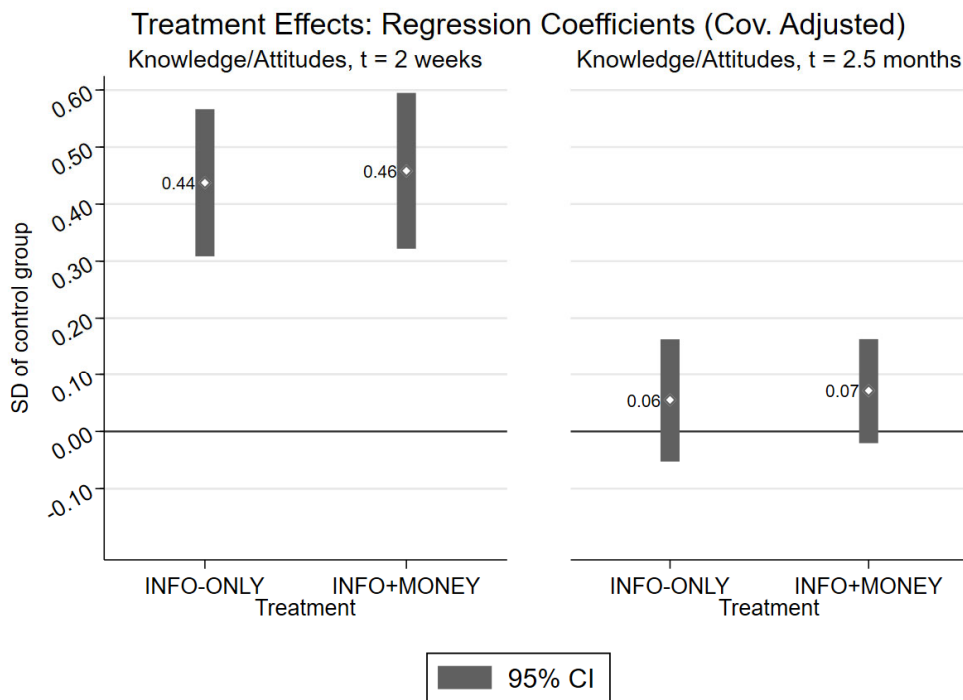 Treatment Effects: Regression Coefficients (Cov. Adjusted)
Knowledge/Attitudes, t = 2 weeks
Knowledge/Attitudes, t = 2.5 months
SD of control group
0.60
0.50
0.40
0.30
0.20
0.10
0.00
-0.10
0.44
0.46
0.06
0.07
INFO-ONLY
INFO+MONEY
Treatment
INFO-ONLY
INFO+MONEY
Treatment
95% CI